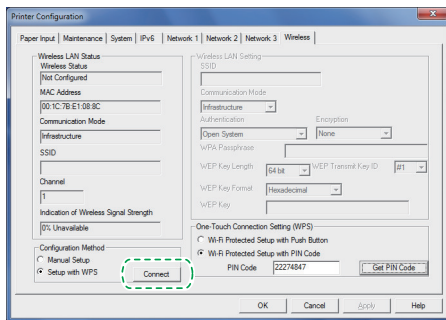 Printer Configuration
Paper Input | Maintenance | System | IPv6 | Network 1 | Network 2 | Network 3 | Wireless
Wireless LAN Status
Wireless Status
Not Configured
MAC Address
00:1C:7B:E1:08:8C
Communication Mode
Infrastructure
SSID
Channel
1
Indication of Wireless Signal Strength
0% Unavailable
Configuration Method
Manual Setup
Setup with WPS
Connect
Wireless LAN Setting
SSID
Communication Mode
Infrastructure
Authentication Encryption
Open System None
WPA Passphrase
WEP Key Length 64 bit WEP Transmit Key ID #1
WEP Key Format Hexadecimal
WEP Key
One-Touch Connection Setting (WPS)
Wi-Fi Protected Setup with Push Button
Wi-Fi Protected Setup with PIN Code
PIN Code 22274847 Get PIN Code
OK Cancel Apply Help